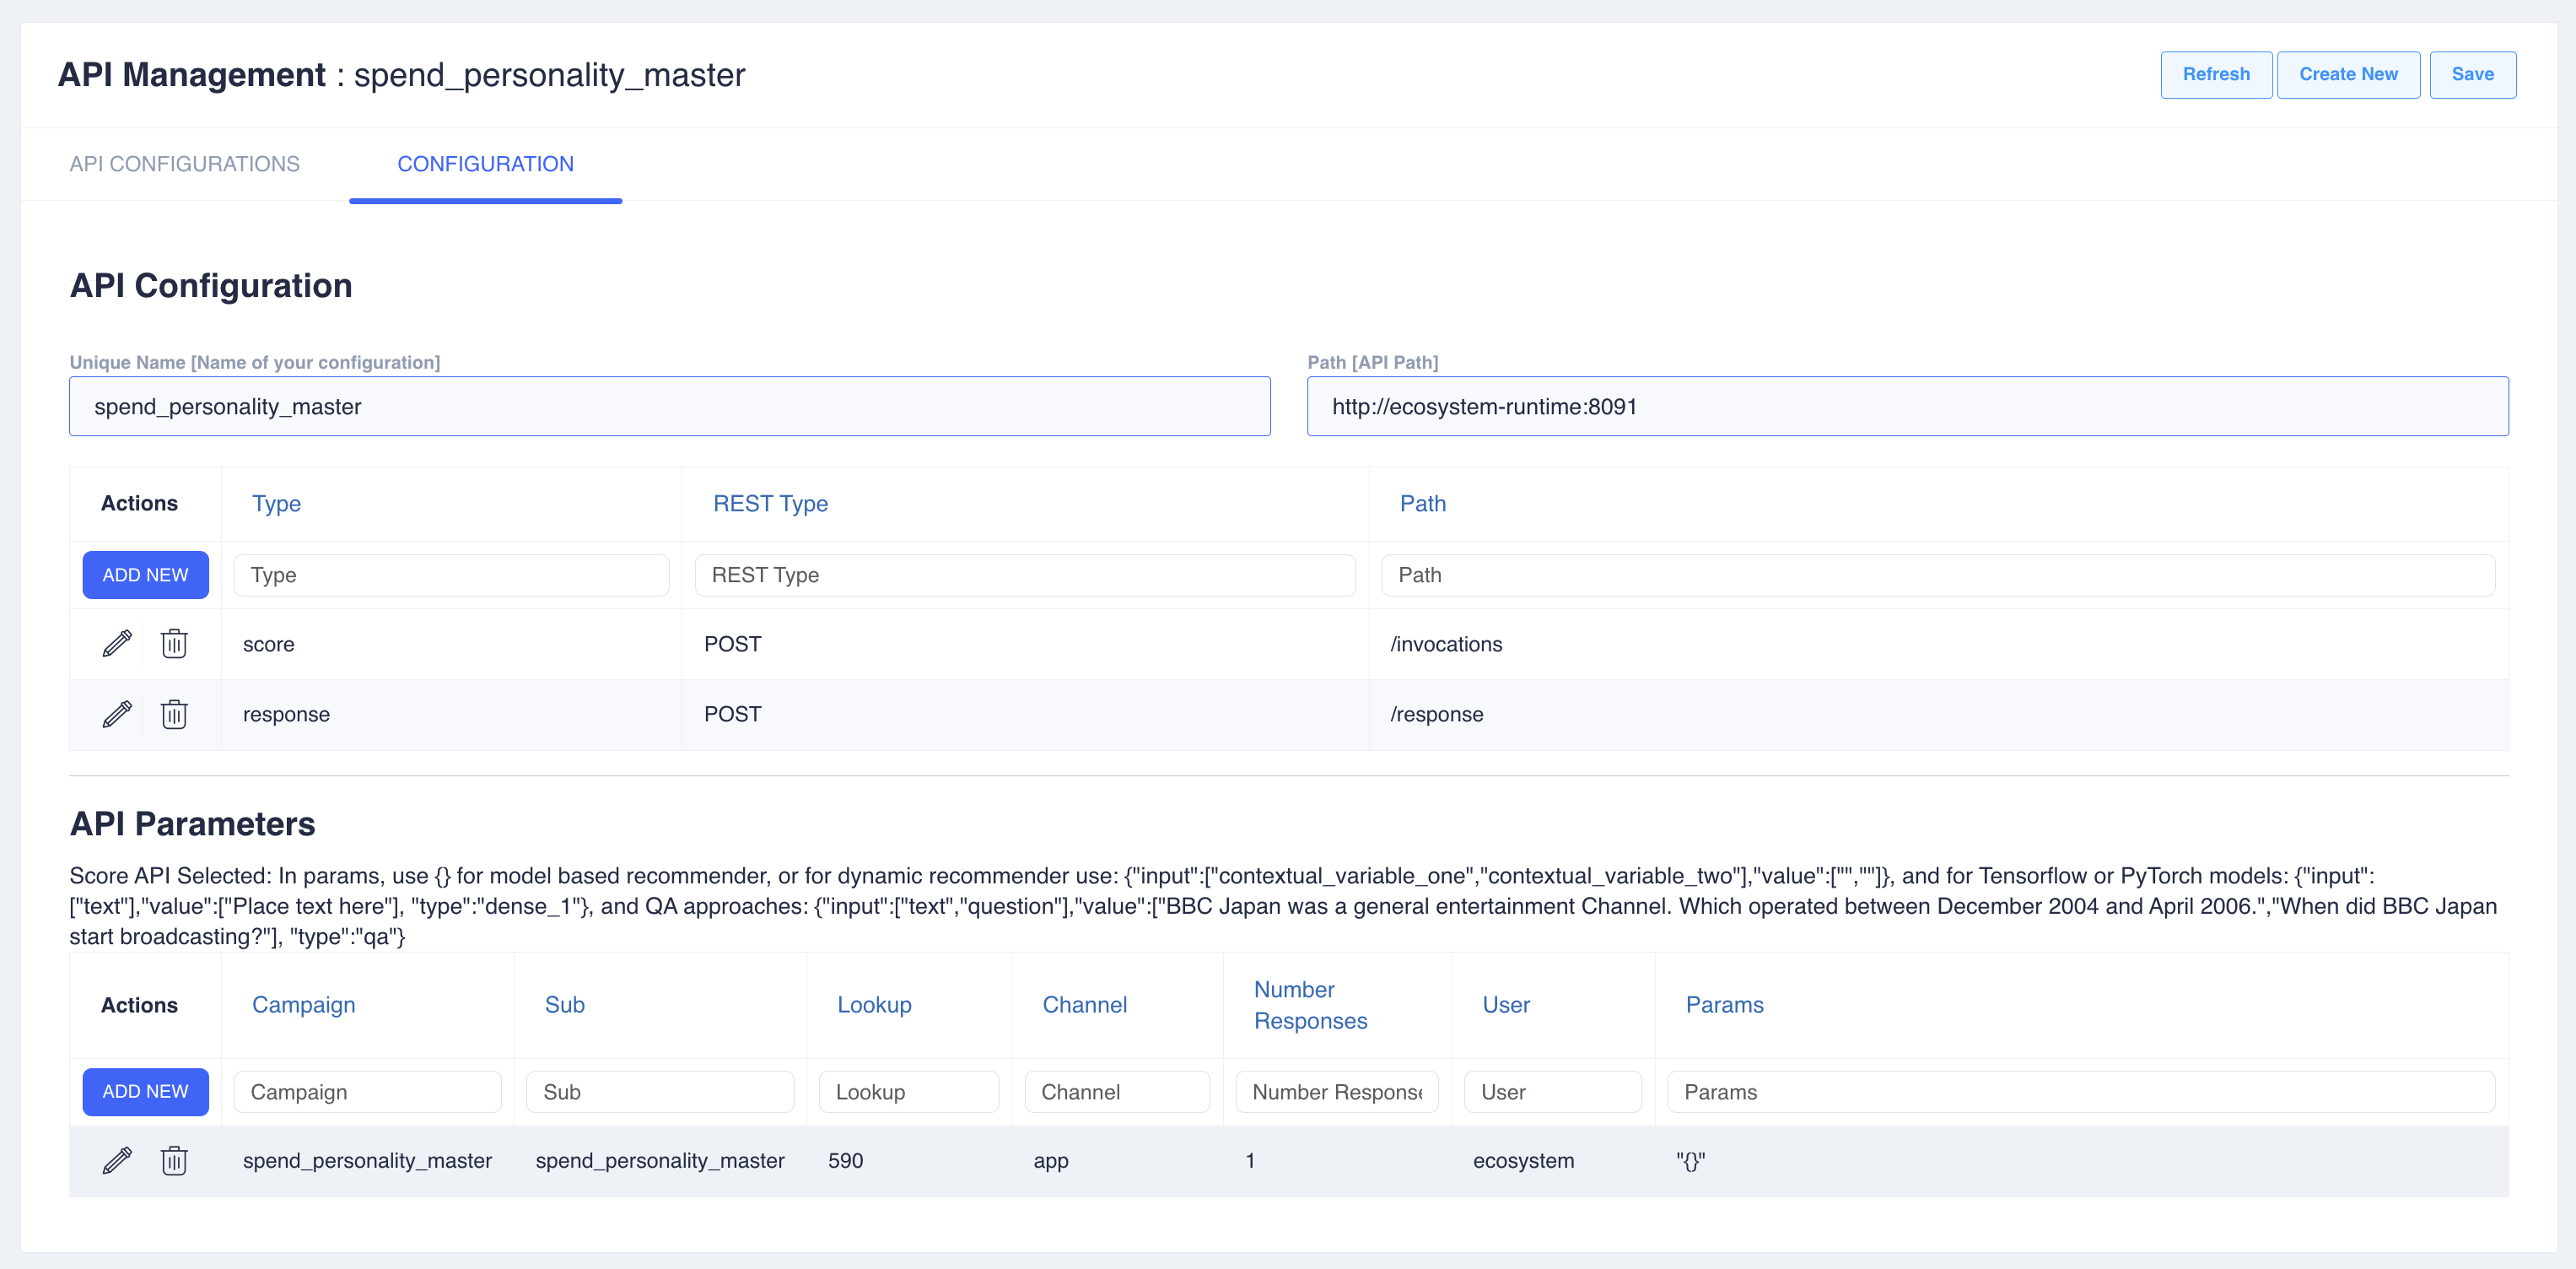 API Management : spend_personality_master
Refresh
Create New
Save
API CONFIGURATIONS
CONFIGURATION
API Configuration
Unique Name [Name of your configuration]
Path [API Path]
spend_personality_master
http://ecosystem-runtime:8091
Actions
Type
REST Type
Path
ADD NEW
Type
REST Type
Path
score
POST
/invocations
response
POST
/response
API Parameters
Score API Selected: In params, use {} for model based recommender, or for dynamic recommender use: {"input":["contextual_variable_one","contextual_variable_two"],"value":["",""]}, and for Tensorflow or PyTorch models: {"input":
["text"],"value":["Place text here"], "type":"dense_1"}, and QA approaches: {"input":["text","question"],"value":["BBC Japan was a general entertainment Channel. Which operated between December 2004 and April 2006.","When did BBC Japan
start broadcasting?"], "type":"qa"}
Actions
Campaign
Sub
Lookup
Channel
Number
Responses
User
Params
ADD NEW
Campaign
Sub
Lookup
Channel
Number Response
User
Params
spend_personality_master
spend_personality_master
590
app
1
ecosystem
"{}"